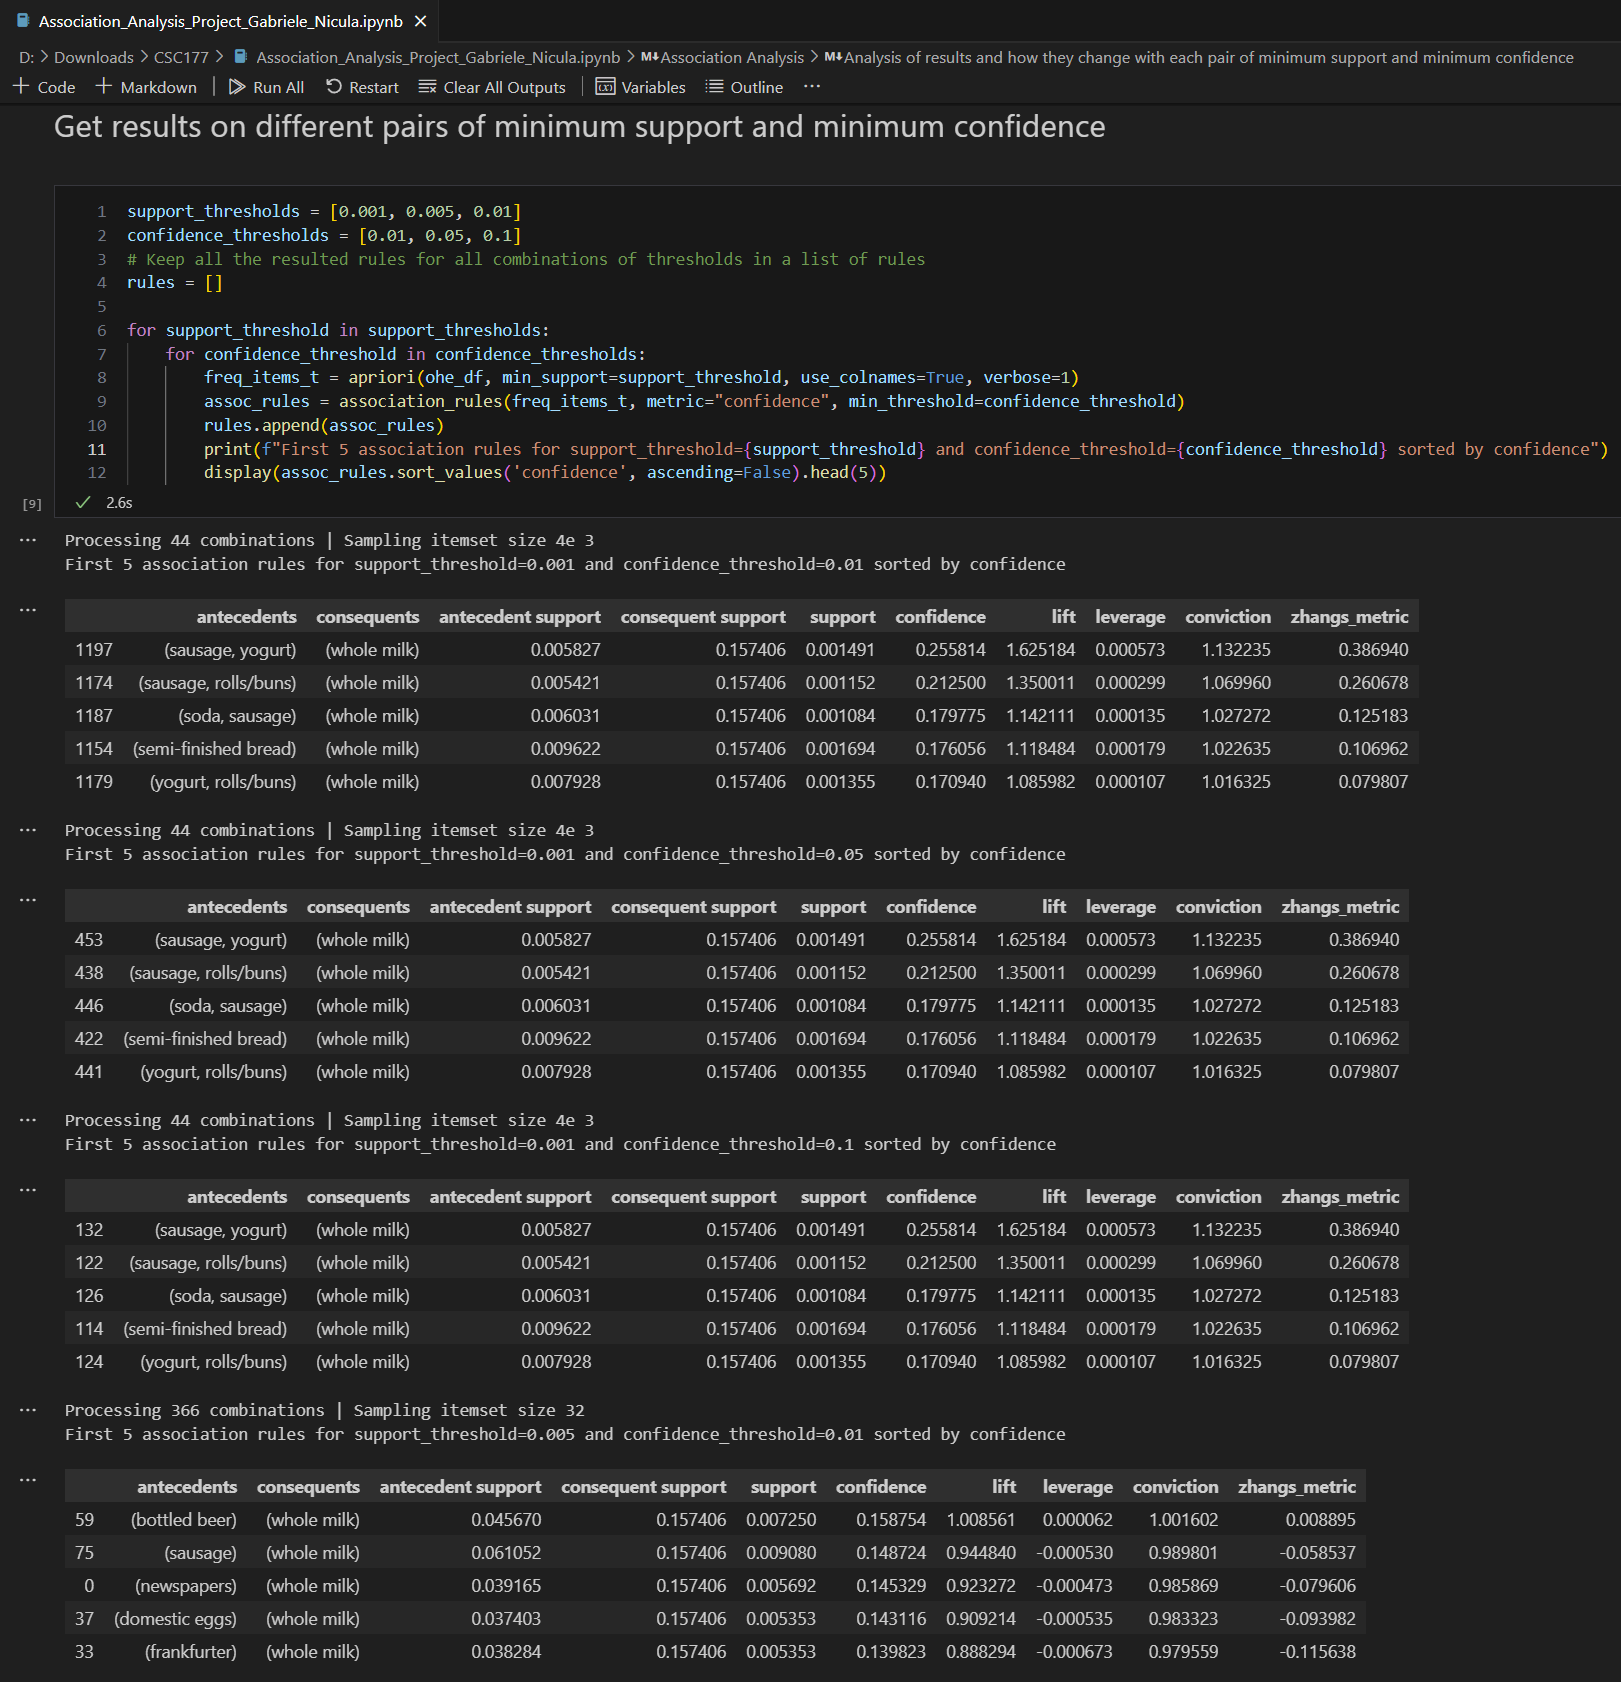 Association_Analysis_Project_Gabriele_Nicula.ipynb ×
D: > Downloads > CSC177 > Association_Analysis_Project_Gabriele_Nicula.ipynb > M↓Association Analysis > M↓Analysis of results and how they change with each pair of minimum support and minimum confidence
+ Code + Markdown | Run All Restart Clear All Outputs | Variables Outline ...
Get results on different pairs of minimum support and minimum confidence
1 support_thresholds = [0.001, 0.005, 0.01]
2 confidence_thresholds = [0.01, 0.05, 0.1]
3 # Keep all the resulted rules for all combinations of thresholds in a list of rules
4 rules = []
5
6 for support_threshold in support_thresholds:
7 for confidence_threshold in confidence_thresholds:
8 freq_items_t = apriori(ohe_df, min_support=support_threshold, use_colnames=True, verbose=1)
9 assoc_rules = association_rules(freq_items_t, metric="confidence", min_threshold=confidence_threshold)
10 rules.append(assoc_rules)
11 print(f"First 5 association rules for support_threshold={support_threshold} and confidence_threshold={confidence_threshold} sorted by confidence")
12 display(assoc_rules.sort_values('confidence', ascending=False).head(5))
[9] ✓ 2.6s
... Processing 44 combinations | Sampling itemset size 4e 3
First 5 association rules for support_threshold=0.001 and confidence_threshold=0.01 sorted by confidence
... antecedents consequents antecedent support consequent support support confidence lift leverage conviction zhangs_metric
1197 (sausage, yogurt) (whole milk) 0.005827 0.157406 0.001491 0.255814 1.625184 0.000573 1.132235 0.386940
1174 (sausage, rolls/buns) (whole milk) 0.005421 0.157406 0.001152 0.212500 1.350011 0.000299 1.069960 0.260678
1187 (soda, sausage) (whole milk) 0.006031 0.157406 0.001084 0.179775 1.142111 0.000135 1.027272 0.125183
1154 (semi-finished bread) (whole milk) 0.009622 0.157406 0.001694 0.176056 1.118484 0.000179 1.022635 0.106962
1179 (yogurt, rolls/buns) (whole milk) 0.007928 0.157406 0.001355 0.170940 1.085982 0.000107 1.016325 0.079807
... Processing 44 combinations | Sampling itemset size 4e 3
First 5 association rules for support_threshold=0.001 and confidence_threshold=0.05 sorted by confidence
... antecedents consequents antecedent support consequent support support confidence lift leverage conviction zhangs_metric
453 (sausage, yogurt) (whole milk) 0.005827 0.157406 0.001491 0.255814 1.625184 0.000573 1.132235 0.386940
438 (sausage, rolls/buns) (whole milk) 0.005421 0.157406 0.001152 0.212500 1.350011 0.000299 1.069960 0.260678
446 (soda, sausage) (whole milk) 0.006031 0.157406 0.001084 0.179775 1.142111 0.000135 1.027272 0.125183
422 (semi-finished bread) (whole milk) 0.009622 0.157406 0.001694 0.176056 1.118484 0.000179 1.022635 0.106962
441 (yogurt, rolls/buns) (whole milk) 0.007928 0.157406 0.001355 0.170940 1.085982 0.000107 1.016325 0.079807
... Processing 44 combinations | Sampling itemset size 4e 3
First 5 association rules for support_threshold=0.001 and confidence_threshold=0.1 sorted by confidence
... antecedents consequents antecedent support consequent support support confidence lift leverage conviction zhangs_metric
132 (sausage, yogurt) (whole milk) 0.005827 0.157406 0.001491 0.255814 1.625184 0.000573 1.132235 0.386940
122 (sausage, rolls/buns) (whole milk) 0.005421 0.157406 0.001152 0.212500 1.350011 0.000299 1.069960 0.260678
126 (soda, sausage) (whole milk) 0.006031 0.157406 0.001084 0.179775 1.142111 0.000135 1.027272 0.125183
114 (semi-finished bread) (whole milk) 0.009622 0.157406 0.001694 0.176056 1.118484 0.000179 1.022635 0.106962
124 (yogurt, rolls/buns) (whole milk) 0.007928 0.157406 0.001355 0.170940 1.085982 0.000107 1.016325 0.079807
... Processing 366 combinations | Sampling itemset size 32
First 5 association rules for support_threshold=0.005 and confidence_threshold=0.01 sorted by confidence
... antecedents consequents antecedent support consequent support support confidence lift leverage conviction zhangs_metric
59 (bottled beer) (whole milk) 0.045670 0.157406 0.007250 0.158754 1.008561 0.000062 1.001602 0.008895
75 (sausage) (whole milk) 0.061052 0.157406 0.009080 0.148724 0.944840 -0.000530 0.989801 -0.058537
0 (newspapers) (whole milk) 0.039165 0.157406 0.005692 0.145329 0.923272 -0.000473 0.985869 -0.079606
37 (domestic eggs) (whole milk) 0.037403 0.157406 0.005353 0.143116 0.909214 -0.000535 0.983323 -0.093982
33 (frankfurter) (whole milk) 0.038284 0.157406 0.005353 0.139823 0.888294 -0.000673 0.979559 -0.115638